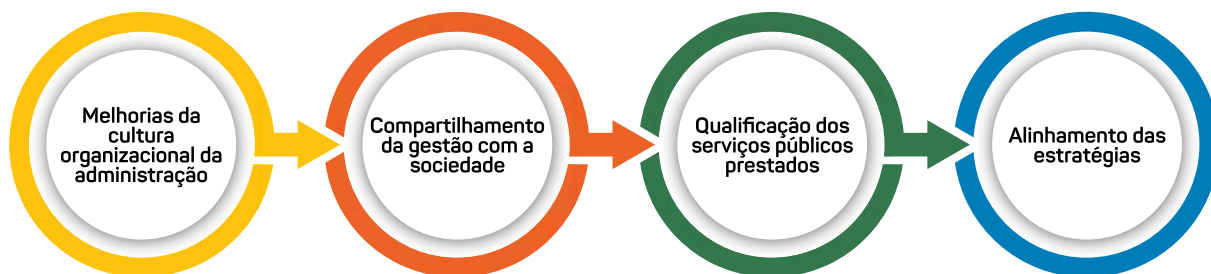 Melhorias da
cultura
organizacional da
administração
Compartilhamento
da gestão com a
sociedade
Qualificação dos
serviços públicos
prestados
Alinhamento das
estratégias